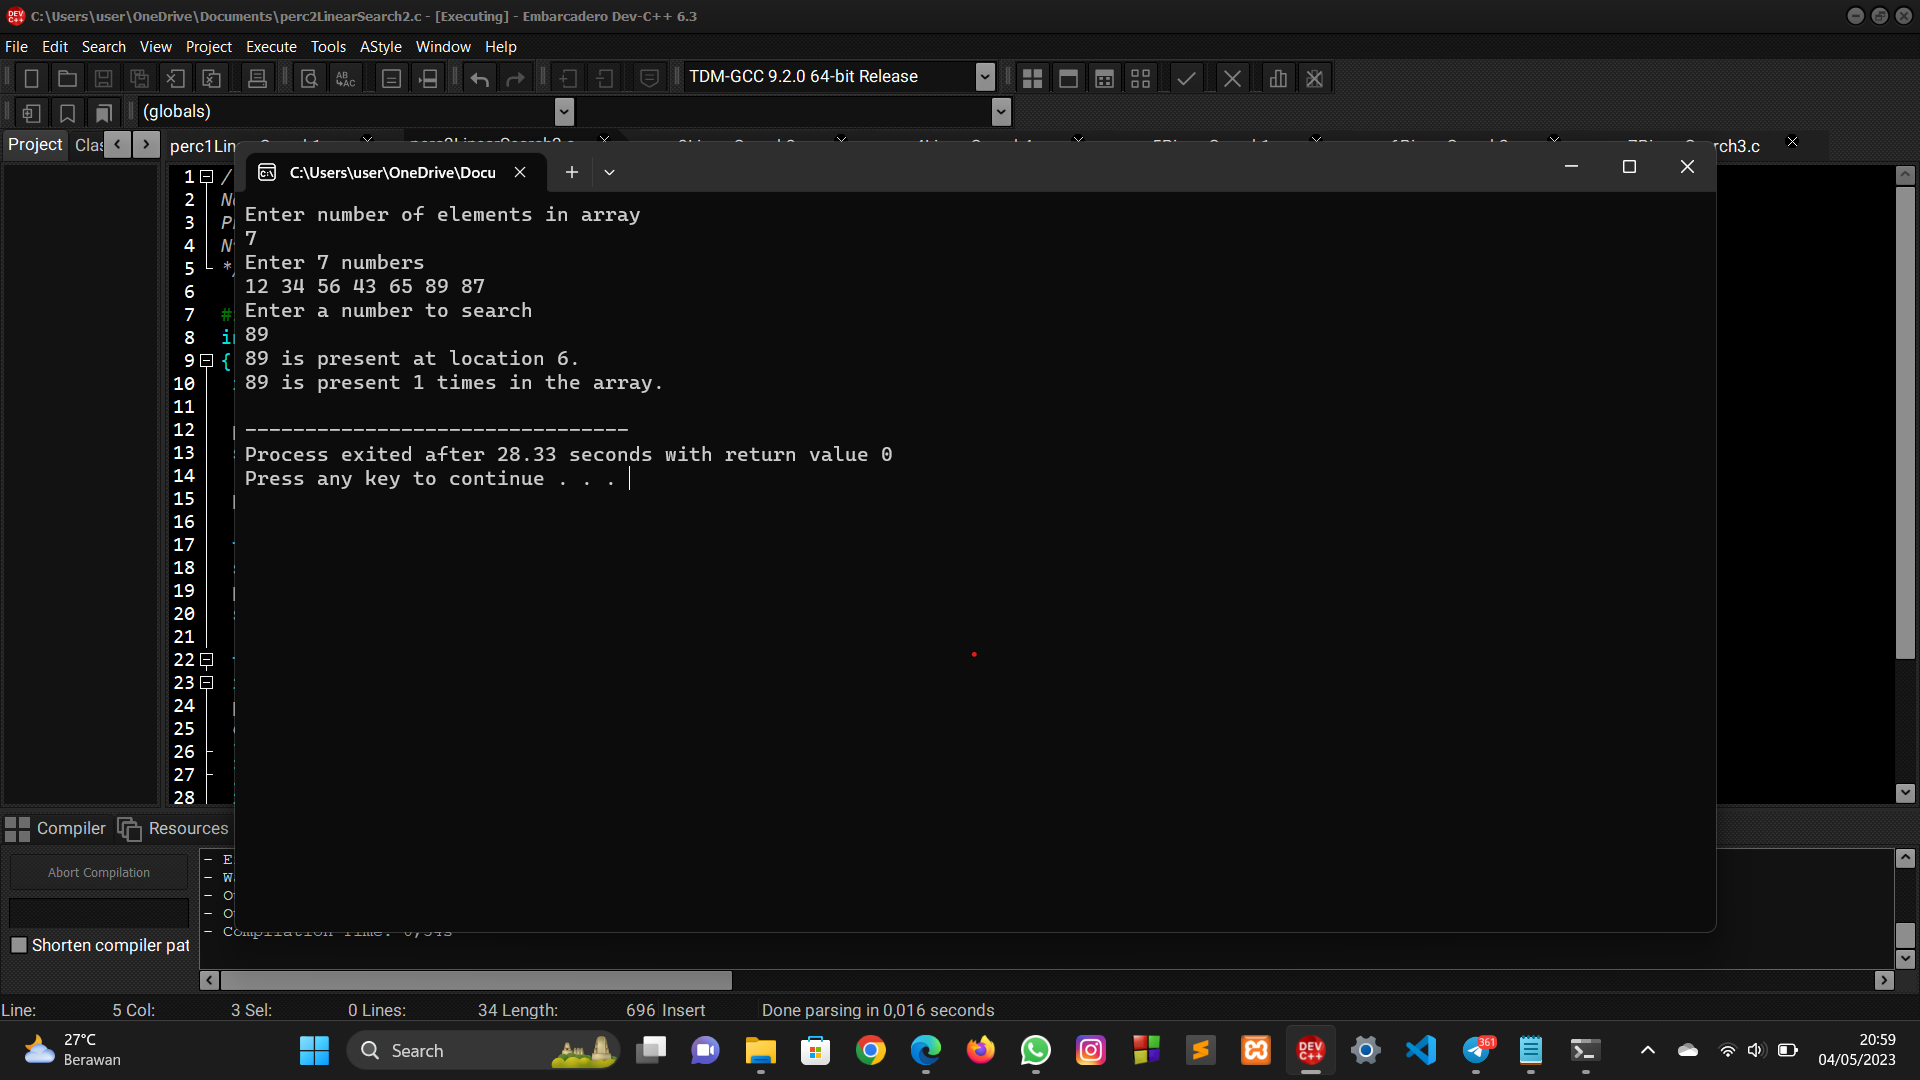 C:\Users\user\OneDrive\Documents\perc2LinearSearch2.c - [Executing] - Embarcadero Dev-C++ 6.3
File Edit Search View Project Execute Tools AStyle Window Help
TDM-GCC 9.2.0 64-bit Release
(globals)
Project Clas perc1Lin rch3.c
C:\Users\user\OneDrive\Docu
Enter number of elements in array
7
Enter 7 numbers
12 34 56 43 65 89 87
Enter a number to search
89
89 is present at location 6.
89 is present 1 times in the array.
--------------------------------
Process exited after 28.33 seconds with return value 0
Press any key to continue . . .
1 /
2 N
3 P
4 N
5 *
6
7 #
8 in
9 {
10
11
12
13
14
15
16
17
18
19
20
21
22
23
24
25
26
27
28
Compiler Resources
Abort Compilation
Shorten compiler pat
- E
- W
- O
- O
- Compilation Time: 0,34s
Line: 5 Col: 3 Sel: 0 Lines: 34 Length: 696 Insert Done parsing in 0,016 seconds
27°C
Berawan
Search
DEV C++
361
20:59
04/05/2023